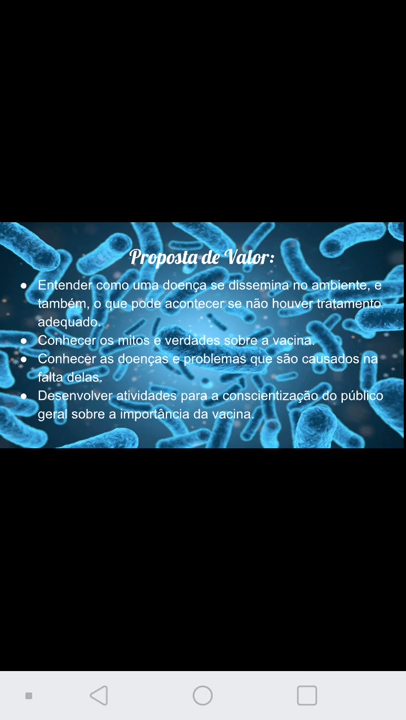 Proposta de Valor:
● Entender como uma doença se dissemina no ambiente, e
também, o que pode acontecer se não houver tratamento
adequado.
● Conhecer os mitos e verdades sobre a vacina.
● Conhecer as doenças e problemas que são causados na
falta delas.
● Desenvolver atividades para a conscientização do público
geral sobre a importância da vacina.